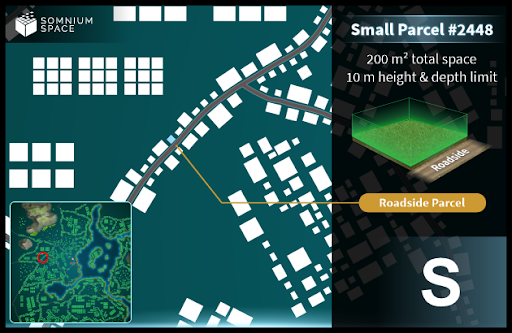 SOMNIUM
SPACE
Small Parcel #2448
200 m² total space
10 m height & depth limit
Roadside
Roadside Parcel
S